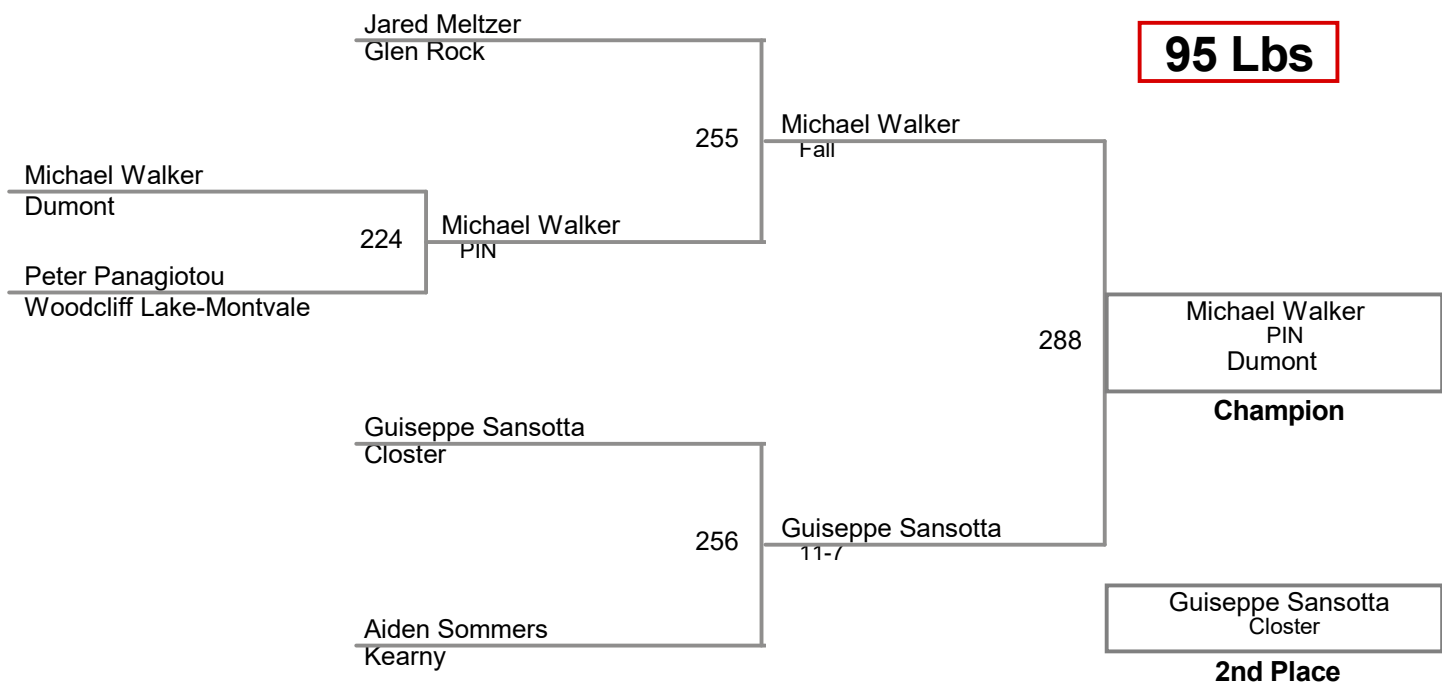 Jared Meltzer
Glen Rock
95 Lbs
255
Michael Walker
Fall
Michael Walker
Dumont
224
Michael Walker
PIN
Peter Panagiotou
Woodcliff Lake-Montvale
288
Michael Walker
PIN
Dumont
Champion
Guiseppe Sansotta
Closter
256
Guiseppe Sansotta
11-7
Aiden Sommers
Kearny
Guiseppe Sansotta
Closter
2nd Place